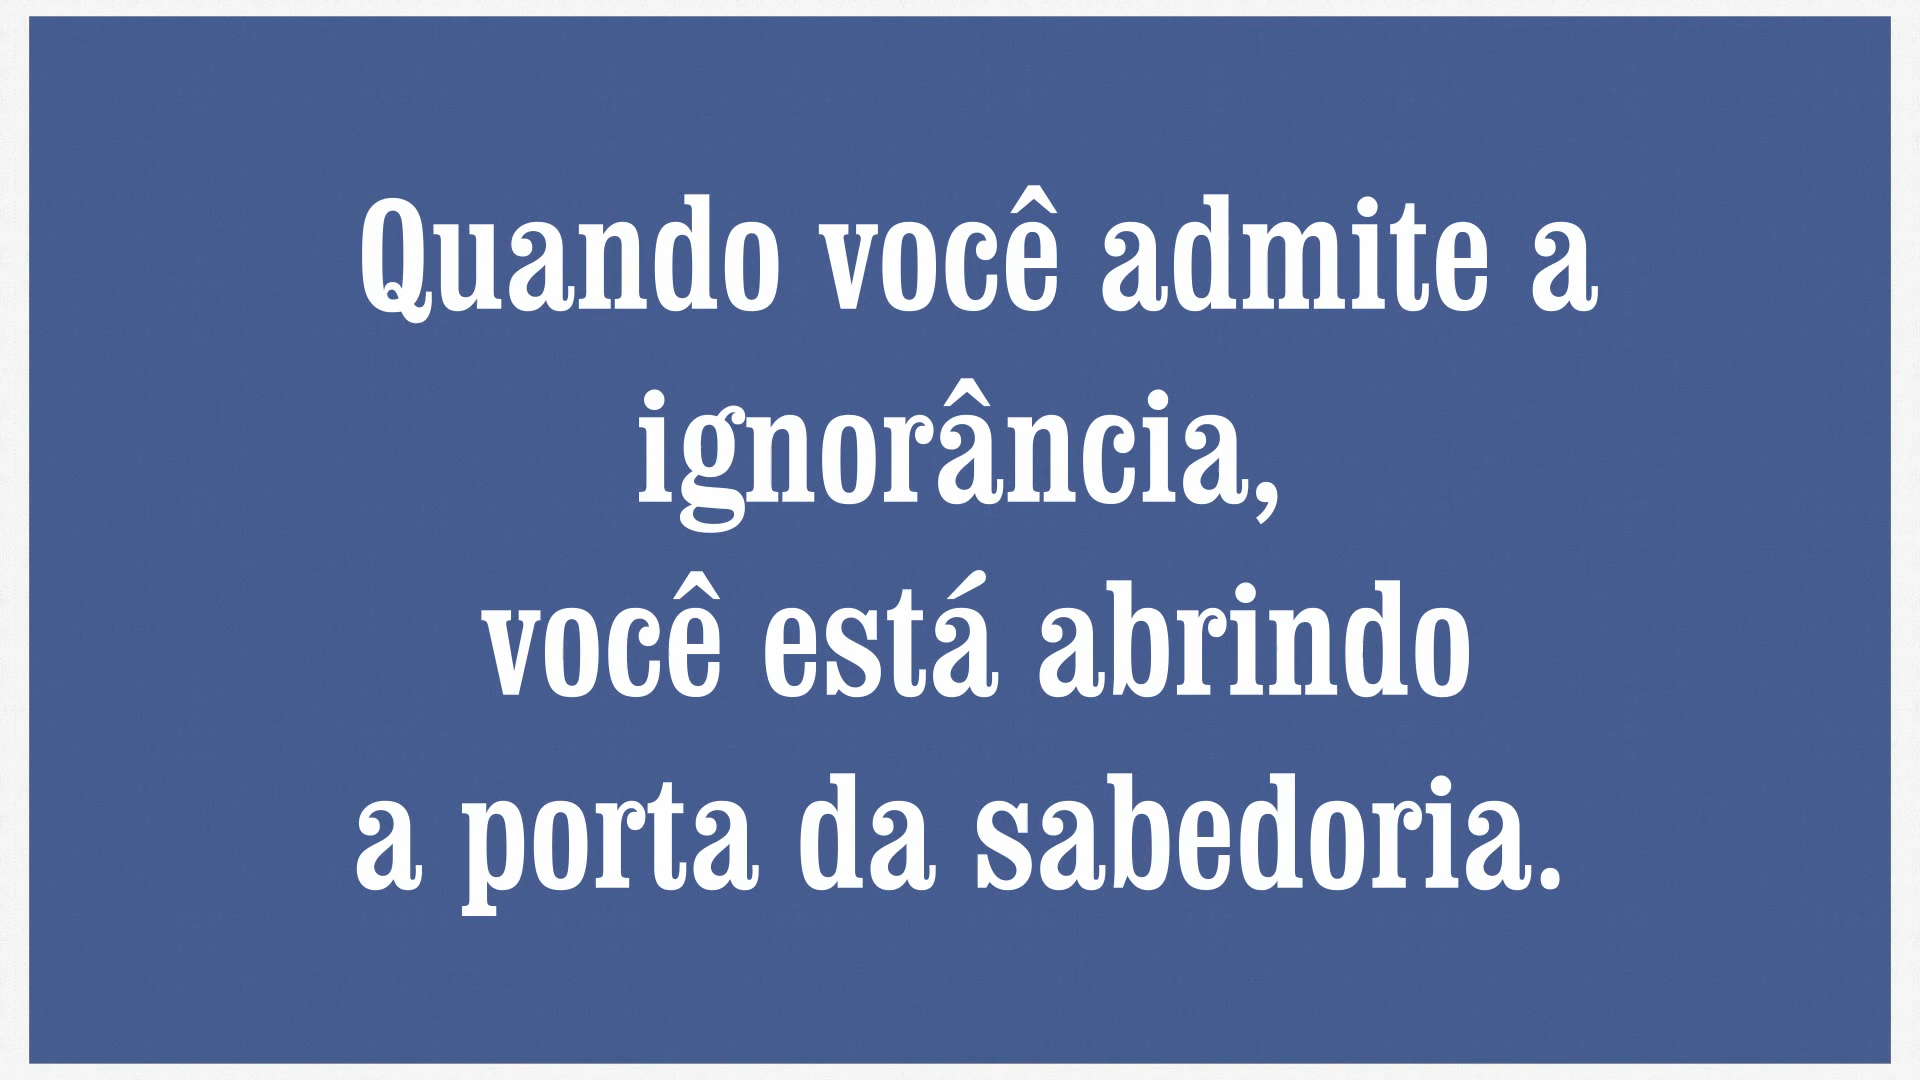 Quando você admite a
ignorância,
você está abrindo
a porta da sabedoria.